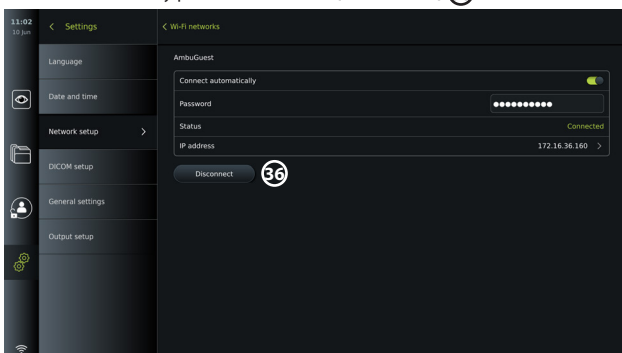 11:02
10 Jun
< Settings
< Wi-Fi networks
Language
Date and time
Network setup >
DICOM setup
General settings
Output setup
AmbuGuest
Connect automatically
Password ●●●●●●●●●●
Status Connected
IP address 172.16.36.160 >
Disconnect 36